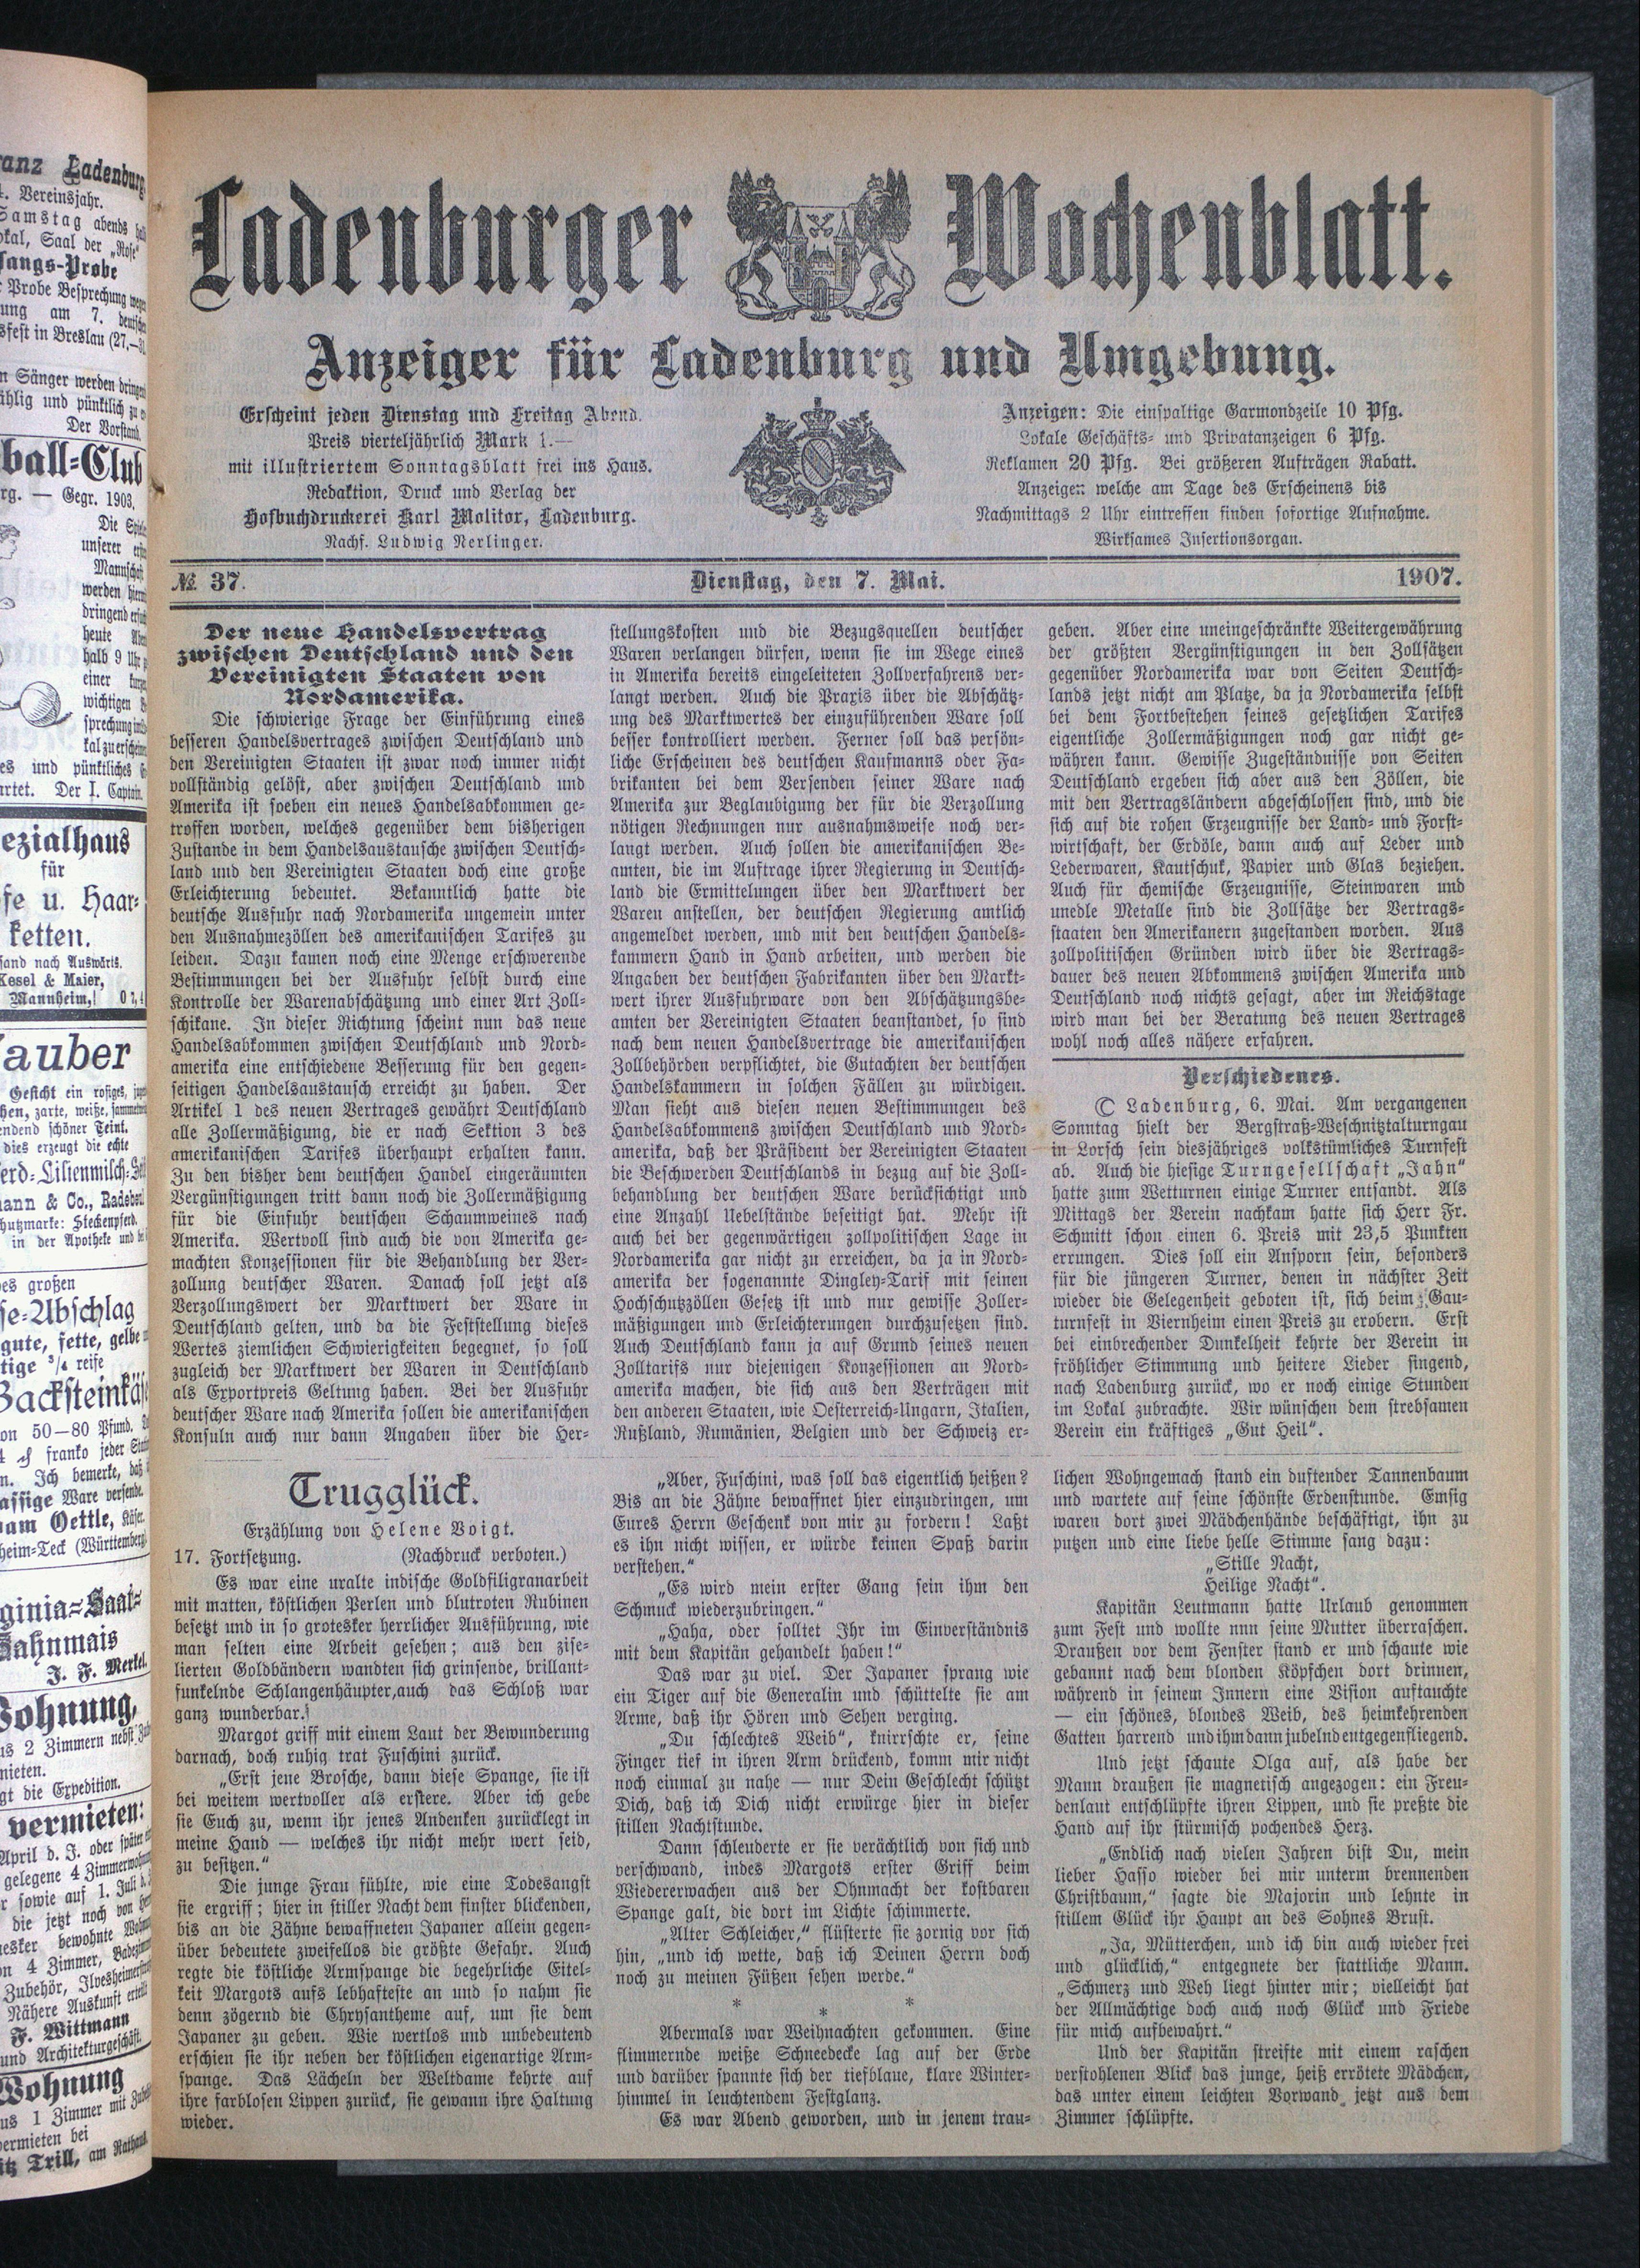 Ladenburger Wochenblatt.
Anzeiger für Ladenburg und Umgebung.
Erscheint jeden Dienstag und Freitag Abend.
Preis vierteljährlich Mark 1.—
mit illustriertem Sonntagsblatt frei ins Haus.
Redaktion, Druck und Verlag der
Hofbuchdruckerei Karl Molitor, Ladenburg.
Nachf. Ludwig Nerlinger.
Anzeigen: Die einspaltige Garmondzeile 10 Pfg.
Lokale Geschäfts- und Privatanzeigen 6 Pfg.
Reklamen 20 Pfg. Bei größeren Aufträgen Rabatt.
Anzeigen welche am Tage des Erscheinens bis
Nachmittags 2 Uhr eintreffen finden sofortige Aufnahme.
Wirksames Insertionsorgan.
№ 37. Dienstag, den 7. Mai. 1907.
Der neue Handelsvertrag
zwischen Deutschland und den
Vereinigten Staaten von
Nordamerika.
Die schwierige Frage der Einführung eines
besseren Handelsvertrages zwischen Deutschland und
den Vereinigten Staaten ist zwar noch immer nicht
vollständig gelöst, aber zwischen Deutschland und
Amerika ist soeben ein neues Handelsabkommen ge-
troffen worden, welches gegenüber dem bisherigen
Zustande in dem Handelsaustausche zwischen Deutsch-
land und den Vereinigten Staaten doch eine große
Erleichterung bedeutet. Bekanntlich hatte die
deutsche Ausfuhr nach Nordamerika ungemein unter
den Ausnahmezöllen des amerikanischen Tarifes zu
leiden. Dazu kamen noch eine Menge erschwerende
Bestimmungen bei der Ausfuhr selbst durch eine
Kontrolle der Warenabschätzung und einer Art Zoll-
schikane. In dieser Richtung scheint nun das neue
Handelsabkommen zwischen Deutschland und Nord-
amerika eine entschiedene Besserung für den gegen-
seitigen Handelsaustausch erreicht zu haben. Der
Artikel 1 des neuen Vertrages gewährt Deutschland
alle Zollermäßigung, die er nach Sektion 3 des
amerikanischen Tarifes überhaupt erhalten kann.
Zu den bisher dem deutschen Handel eingeräumten
Vergünstigungen tritt dann noch die Zollermäßigung
für die Einfuhr deutschen Schaumweines nach
Amerika. Wertvoll sind auch die von Amerika ge-
machten Konzessionen für die Behandlung der Ver-
zollung deutscher Waren. Danach soll jetzt als
Verzollungswert der Marktwert der Ware in
Deutschland gelten, und da die Feststellung dieses
Wertes ziemlichen Schwierigkeiten begegnet, so soll
zugleich der Marktwert der Waren in Deutschland
als Exportpreis Geltung haben. Bei der Ausfuhr
deutscher Ware nach Amerika sollen die amerikanischen
Konsuln auch nur dann Angaben über die Her-
stellungskosten und die Bezugsquellen deutscher
Waren verlangen dürfen, wenn sie im Wege eines
in Amerika bereits eingeleiteten Zollverfahrens ver-
langt werden. Auch die Praxis über die Abschätz-
ung des Marktwertes der einzuführenden Ware soll
besser kontrolliert werden. Ferner soll das persön-
liche Erscheinen des deutschen Kaufmanns oder Fa-
brikanten bei dem Versenden seiner Ware nach
Amerika zur Beglaubigung der für die Verzollung
nötigen Rechnungen nur ausnahmsweise noch ver-
langt werden. Auch sollen die amerikanischen Be-
amten, die im Auftrage ihrer Regierung in Deutsch-
land die Ermittelungen über den Marktwert der
Waren anstellen, der deutschen Regierung amtlich
angemeldet werden, und mit den deutschen Handels-
kammern Hand in Hand arbeiten, und werden die
Angaben der deutschen Fabrikanten über den Markt-
wert ihrer Ausfuhrware von den Abschätzungsbe-
amten der Vereinigten Staaten beanstandet, so sind
nach dem neuen Handelsvertrage die amerikanischen
Zollbehörden verpflichtet, die Gutachten der deutschen
Handelskammern in solchen Fällen zu würdigen.
Man sieht aus diesen neuen Bestimmungen des
Handelsabkommens zwischen Deutschland und Nord-
amerika, daß der Präsident der Vereinigten Staaten
die Beschwerden Deutschlands in bezug auf die Zoll-
behandlung der deutschen Ware berücksichtigt und
eine Anzahl Uebelstände beseitigt hat. Mehr ist
auch bei der gegenwärtigen zollpolitischen Lage in
Nordamerika gar nicht zu erreichen, da ja in Nord-
amerika der sogenannte Dingley-Tarif mit seinen
Hochschutzzöllen Gesetz ist und nur gewisse Zoller-
mäßigungen und Erleichterungen durchzusetzen sind.
Auch Deutschland kann ja auf Grund seines neuen
Zolltarifs nur diejenigen Konzessionen an Nord-
amerika machen, die sich aus den Verträgen mit
den anderen Staaten, wie Oesterreich-Ungarn, Italien,
Rußland, Rumänien, Belgien und der Schweiz er-
geben. Aber eine uneingeschränkte Weitergewährung
der größten Vergünstigungen in den Zollsätzen
gegenüber Nordamerika war von Seiten Deutsch-
lands jetzt nicht am Platze, da ja Nordamerika selbst
bei dem Fortbestehen seines gesetzlichen Tarifes
eigentliche Zollermäßigungen noch gar nicht ge-
währen kann. Gewisse Zugeständnisse von Seiten
Deutschland ergeben sich aber aus den Zöllen, die
mit den Vertragsländern abgeschlossen sind, und die
sich auf die rohen Erzeugnisse der Land- und Forst-
wirtschaft, der Erdöle, dann auch auf Leder und
Lederwaren, Kautschuk, Papier und Glas beziehen.
Auch für chemische Erzeugnisse, Steinwaren und
unedle Metalle sind die Zollsätze der Vertrags-
staaten den Amerikanern zugestanden worden. Aus
zollpolitischen Gründen wird über die Vertrags-
dauer des neuen Abkommens zwischen Amerika und
Deutschland noch nichts gesagt, aber im Reichstage
wird man bei der Beratung des neuen Vertrages
wohl noch alles nähere erfahren.
Verschiedenes.
Ⓒ Ladenburg, 6. Mai. Am vergangenen
Sonntag hielt der Bergstraß-Weschnitztalturngau
in Lorsch sein diesjähriges volkstümliches Turnfest
ab. Auch die hiesige Turngesellschaft „Jahn“
hatte zum Wetturnen einige Turner entsandt. Als
Mittags der Verein nachkam hatte sich Herr Fr.
Schmitt schon einen 6. Preis mit 23,5 Punkten
errungen. Dies soll ein Ansporn sein, besonders
für die jüngeren Turner, denen in nächster Zeit
wieder die Gelegenheit geboten ist, sich beim Gau-
turnfest in Viernheim einen Preis zu erobern. Erst
bei einbrechender Dunkelheit kehrte der Verein in
fröhlicher Stimmung und heitere Lieder singend,
nach Ladenburg zurück, wo er noch einige Stunden
im Lokal zubrachte. Wir wünschen dem strebsamen
Verein ein kräftiges „Gut Heil“.
Trugglück.
Erzählung von Helene Voigt.
17. Fortsetzung. (Nachdruck verboten.)
Es war eine uralte indische Goldfiligranarbeit
mit matten, köstlichen Perlen und blutroten Rubinen
besetzt und in so grotesker herrlicher Ausführung, wie
man selten eine Arbeit gesehen; aus den zise-
lierten Goldbändern wandten sich grinsende, brillant-
funkelnde Schlangenhäupter,auch das Schloß war
ganz wunderbar.
Margot griff mit einem Laut der Bewunderung
darnach, doch ruhig trat Fuschini zurück.
„Erst jene Brosche, dann diese Spange, sie ist
bei weitem wertvoller als erstere. Aber ich gebe
sie Euch zu, wenn ihr jenes Andenken zurücklegt in
meine Hand — welches ihr nicht mehr wert seid,
zu besitzen.“
Die junge Frau fühlte, wie eine Todesangst
sie ergriff; hier in stiller Nacht dem finster blickenden,
bis an die Zähne bewaffneten Japaner allein gegen-
über bedeutete zweifellos die größte Gefahr. Auch
regte die köstliche Armspange die begehrliche Eitel-
keit Margots aufs lebhafteste an und so nahm sie
denn zögernd die Chrysantheme auf, um sie dem
Japaner zu geben. Wie wertlos und unbedeutend
erschien sie ihr neben der köstlichen eigenartige Arm-
spange. Das Lächeln der Weltdame kehrte auf
ihre farblosen Lippen zurück, sie gewann ihre Haltung
wieder.
„Aber, Fuschini, was soll das eigentlich heißen?
Bis an die Zähne bewaffnet hier einzudringen, um
Eures Herrn Geschenk von mir zu fordern! Laßt
es ihn nicht wissen, er würde keinen Spaß darin
verstehen.“
„Es wird mein erster Gang sein ihm den
Schmuck wiederzubringen.“
„Haha, oder solltet Ihr im Einverständnis
mit dem Kapitän gehandelt haben!“
Das war zu viel. Der Japaner sprang wie
ein Tiger auf die Generalin und schüttelte sie am
Arme, daß ihr Hören und Sehen verging.
„Du schlechtes Weib“, knirrschte er, seine
Finger tief in ihren Arm drückend, komm mir nicht
noch einmal zu nahe — nur Dein Geschlecht schützt
Dich, daß ich Dich nicht erwürge hier in dieser
stillen Nachtstunde.
Dann schleuderte er sie verächtlich von sich und
verschwand, indes Margots erster Griff beim
Wiedererwachen aus der Ohnmacht der kostbaren
Spange galt, die dort im Lichte schimmerte.
„Alter Schleicher,“ flüsterte sie zornig vor sich
hin, „und ich wette, daß ich Deinen Herrn doch
noch zu meinen Füßen sehen werde.“
* * *
Abermals war Weihnachten gekommen. Eine
flimmernde weiße Schneedecke lag auf der Erde
und darüber spannte sich der tiefblaue, klare Winter-
himmel in leuchtendem Festglanz.
Es war Abend geworden, und in jenem trau-
lichen Wohngemach stand ein duftender Tannenbaum
und wartete auf seine schönste Erdenstunde. Emsig
waren dort zwei Mädchenhände beschäftigt, ihn zu
putzen und eine liebe helle Stimme sang dazu:
„Stille Nacht,
Heilige Nacht“.
Kapitän Leutmann hatte Urlaub genommen
zum Fest und wollte nnn seine Mutter überraschen.
Draußen vor dem Fenster stand er und schaute wie
gebannt nach dem blonden Köpfchen dort drinnen,
während in seinem Innern eine Vision auftauchte
— ein schönes, blondes Weib, des heimkehrenden
Gatten harrend und ihm dann jubelnd entgegenfliegend.
Und jetzt schaute Olga auf, als habe der
Mann draußen sie magnetisch angezogen: ein Freu-
denlaut entschlüpfte ihren Lippen, und sie preßte die
Hand auf ihr stürmisch pochendes Herz.
„Endlich nach vielen Jahren bist Du, mein
lieber Hasso wieder bei mir unterm brennenden
Christbaum,“ sagte die Majorin und lehnte in
stillem Glück ihr Haupt an des Sohnes Brust.
„Ja, Mütterchen, und ich bin auch wieder frei
und glücklich,“ entgegnete der stattliche Mann.
„Schmerz und Weh liegt hinter mir; vielleicht hat
der Allmächtige doch auch noch Glück und Friede
für mich aufbewahrt.“
Und der Kapitän streifte mit einem raschen
verstohlenen Blick das junge, heiß errötete Mädchen,
das unter einem leichten Vorwand jetzt aus dem
Zimmer schlüpfte.